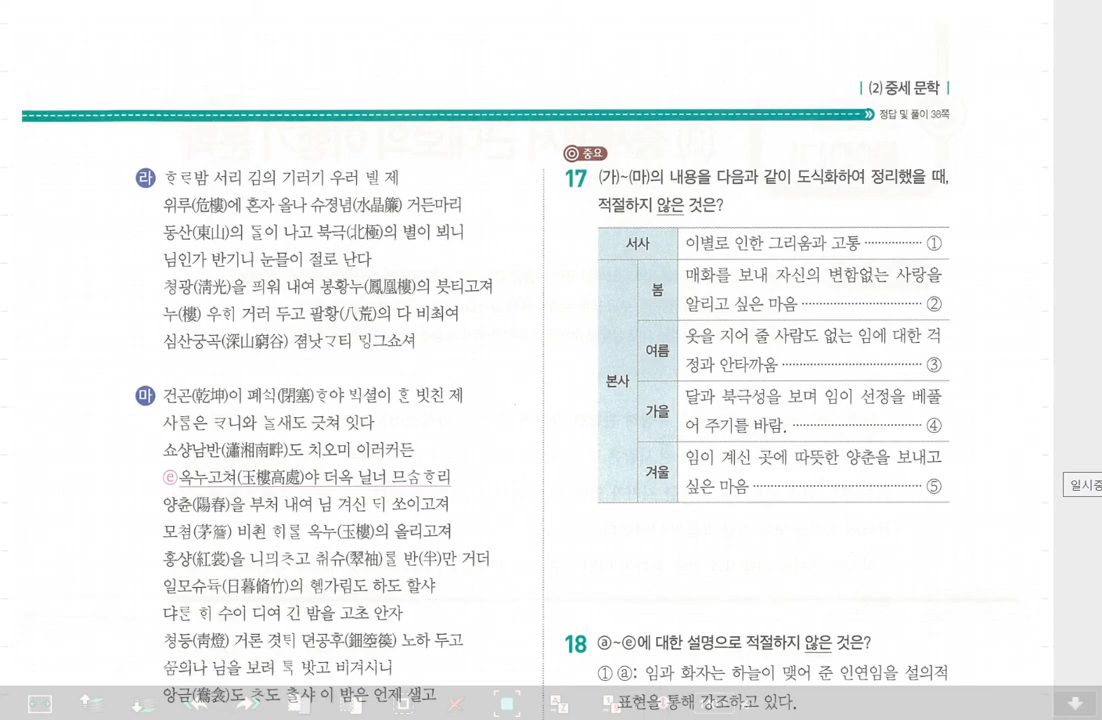 (2) 중세 문학
정답 및 풀이 38쪽
라 ᄒᆞᄅᆞ밤 서리 김의 기러기 우러 녤 제
위루(危樓)에 혼자 올나 슈졍념(水晶簾) 거든마리
동산(東山)의 ᄃᆞᆯ이 나고 북극(北極)의 별이 뵈니
님인가 반기니 눈믈이 절로 난다
청광(淸光)을 픠워 내여 봉황누(鳳凰樓)의 븟티고져
누(樓) 우ᄒᆡ 거러 두고 팔황(八荒)의 다 비최여
심산궁곡(深山窮谷) 졈낫ᄀᆞ티 ᄆᆡᆼ그쇼셔
마 건곤(乾坤)이 폐ᄉᆡᆨ(閉塞)ᄒᆞ야 ᄇᆡᆨ셜이 ᄒᆞᆫ 빗친 제
사ᄅᆞᆷ은 ᄏᆞ니와 ᄂᆞᆯ새도 긋쳐 잇다
쇼샹남반(瀟湘南畔)도 치오미 이러커든
ⓔ옥누고쳐(玉樓高處)야 더옥 닐너 므슴ᄒᆞ리
양츈(陽春)을 부쳐 내여 님 겨신 ᄃᆡ 쏘이고져
모쳠(茅簷) 비쵠 ᄒᆡᄅᆞᆯ 옥누(玉樓)의 올리고져
홍샹(紅裳)을 니믜ᄎᆞ고 ᄎᆔ슈(翠袖)ᄅᆞᆯ 반(半)만 거더
일모슈듁(日暮脩竹)의 혬가림도 하도 할샤
댜ᄅᆞᆫ ᄒᆡ 수이 디여 긴 밤을 고초 안자
청등(靑燈) 거론 겻ᄐᆡ 뎐공후(鈿箜篌) 노하 두고
ᄭᅮᆷ의나 님을 보려 ᄐᆞᆨ 밧고 비겨시니
앙금(鴦衾)도 ᄎᆞ도 ᄎᆞᆯ샤 이 밤은 언제 샐고
중요
17 (가)~(마)의 내용을 다음과 같이 도식화하여 정리했을 때,
적절하지 않은 것은?
서사 이별로 인한 그리움과 고통 ················ ①
본사
봄 매화를 보내 자신의 변함없는 사랑을
알리고 싶은 마음 ································· ②
여름 옷을 지어 줄 사람도 없는 임에 대한 걱
정과 안타까움 ····································· ③
가을 달과 북극성을 보며 임이 선정을 베풀
어 주기를 바람. ··································· ④
겨울 임이 계신 곳에 따뜻한 양춘을 보내고
싶은 마음 ·········································· ⑤
18 ⓐ~ⓔ에 대한 설명으로 적절하지 않은 것은?
① ⓐ: 임과 화자는 하늘이 맺어 준 인연임을 설의적
표현을 통해 강조하고 있다.